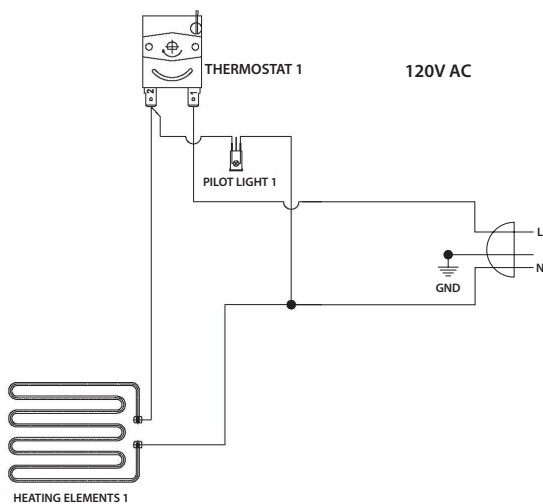 THERMOSTAT 1
120V AC
2
1
PILOT LIGHT 1
L
GND
N
HEATING ELEMENTS 1